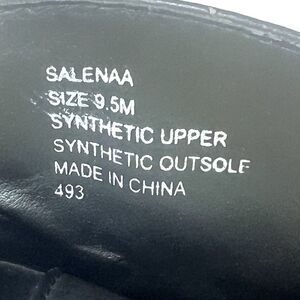 SALENAA
SIZE 9.5M
SYNTHETIC UPPER
SYNTHETIC OUTSOLE
MADE IN CHINA
493